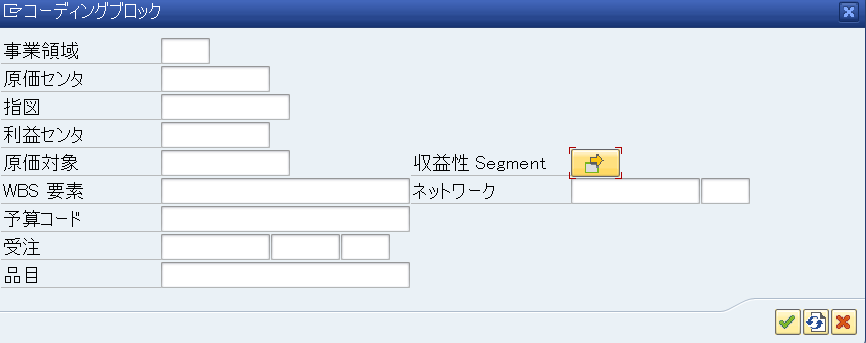 コーディングブロック
事業領域
原価センタ
指図
利益センタ
原価対象 収益性 Segment
WBS 要素 ネットワーク
予算コード
受注
品目